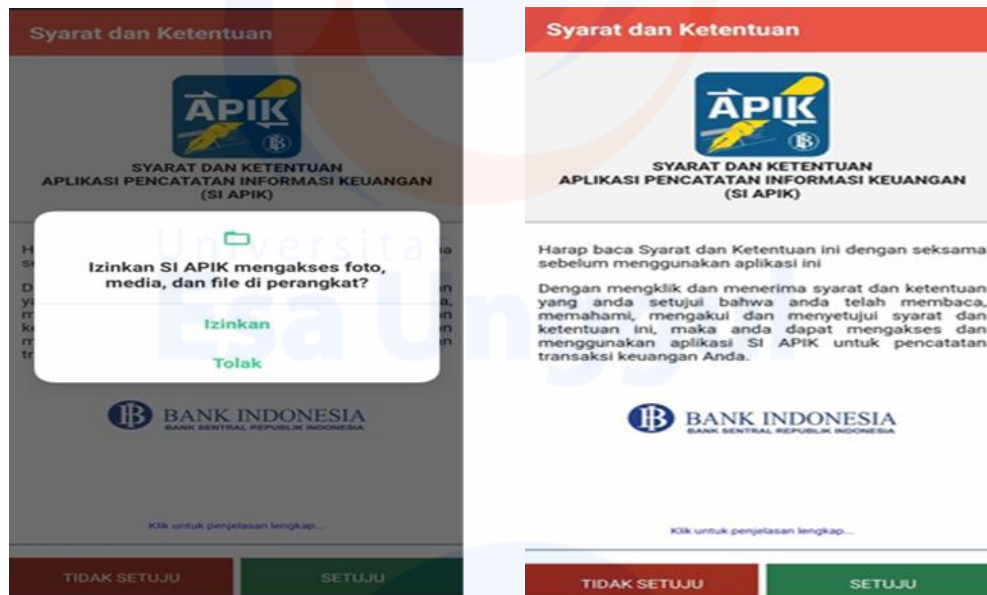 Syarat dan Ketentuan
APIK
SYARAT DAN KETENTUAN
APLIKASI PENCATATAN INFORMASI KEUANGAN
(SI APIK)
Izinkan SI APIK mengakses foto,
media, dan file di perangkat?
Izinkan
Tolak
BANK INDONESIA
BANK SENTRAL REPUBLIK INDONESIA
Klik untuk penjelasan lengkap...
TIDAK SETUJU
SETUJU
Syarat dan Ketentuan
APIK
SYARAT DAN KETENTUAN
APLIKASI PENCATATAN INFORMASI KEUANGAN
(SI APIK)
Harap baca Syarat dan Ketentuan ini dengan seksama
sebelum menggunakan aplikasi ini
Dengan mengklik dan menerima syarat dan ketentuan
yang anda setujui bahwa anda telah membaca,
memahami, mengakui dan menyetujui syarat dan
ketentuan ini, maka anda dapat mengakses dan
menggunakan aplikasi SI APIK untuk pencatatan
transaksi keuangan Anda.
BANK INDONESIA
BANK SENTRAL REPUBLIK INDONESIA
Klik untuk penjelasan lengkap...
TIDAK SETUJU
SETUJU
Universitas
Esa Unggul